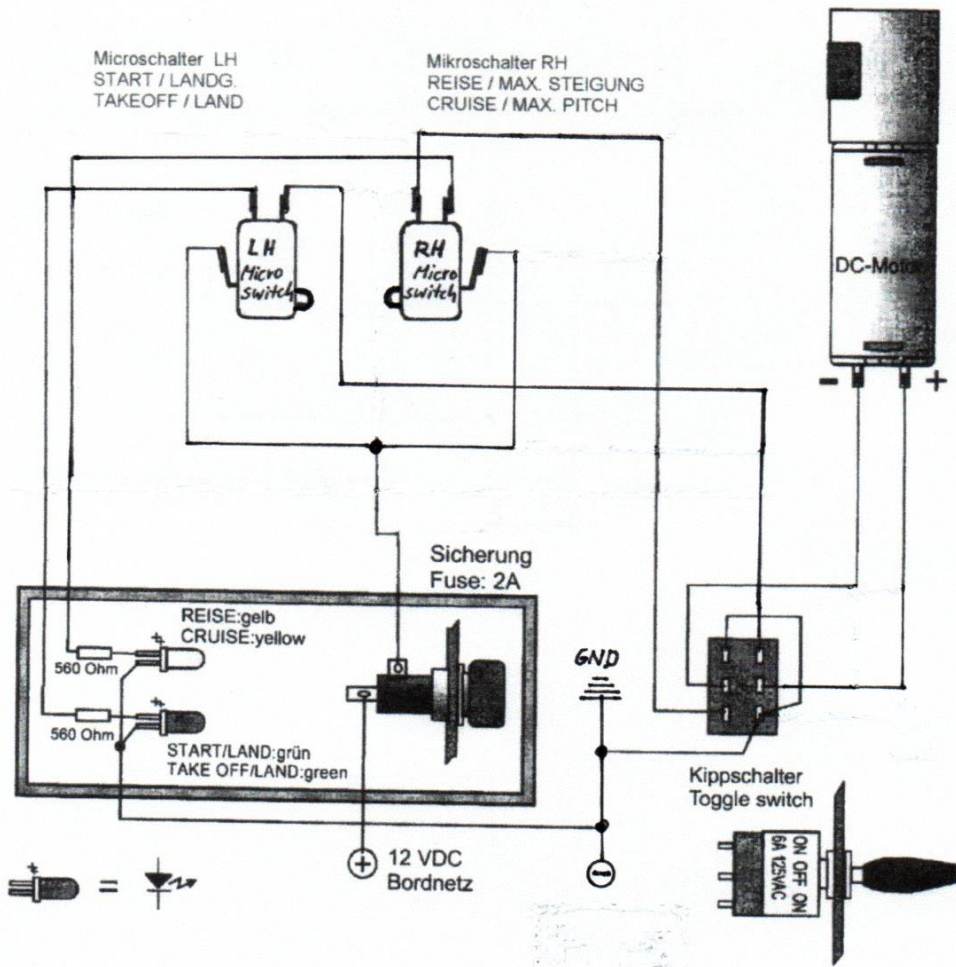 Microschalter LH
START / LANDG.
TAKEOFF / LAND
Mikroschalter RH
REISE / MAX. STEIGUNG
CRUISE / MAX. PITCH
LH
Micro
switch
RH
Micro
switch
DC-Motor
- +
Sicherung
Fuse: 2A
REISE:gelb
CRUISE:yellow
560 Ohm
560 Ohm
START/LAND:grün
TAKE OFF/LAND:green
GND
Kippschalter
Toggle switch
12 VDC
Bordnetz
ON OFF ON
6A 125VAC